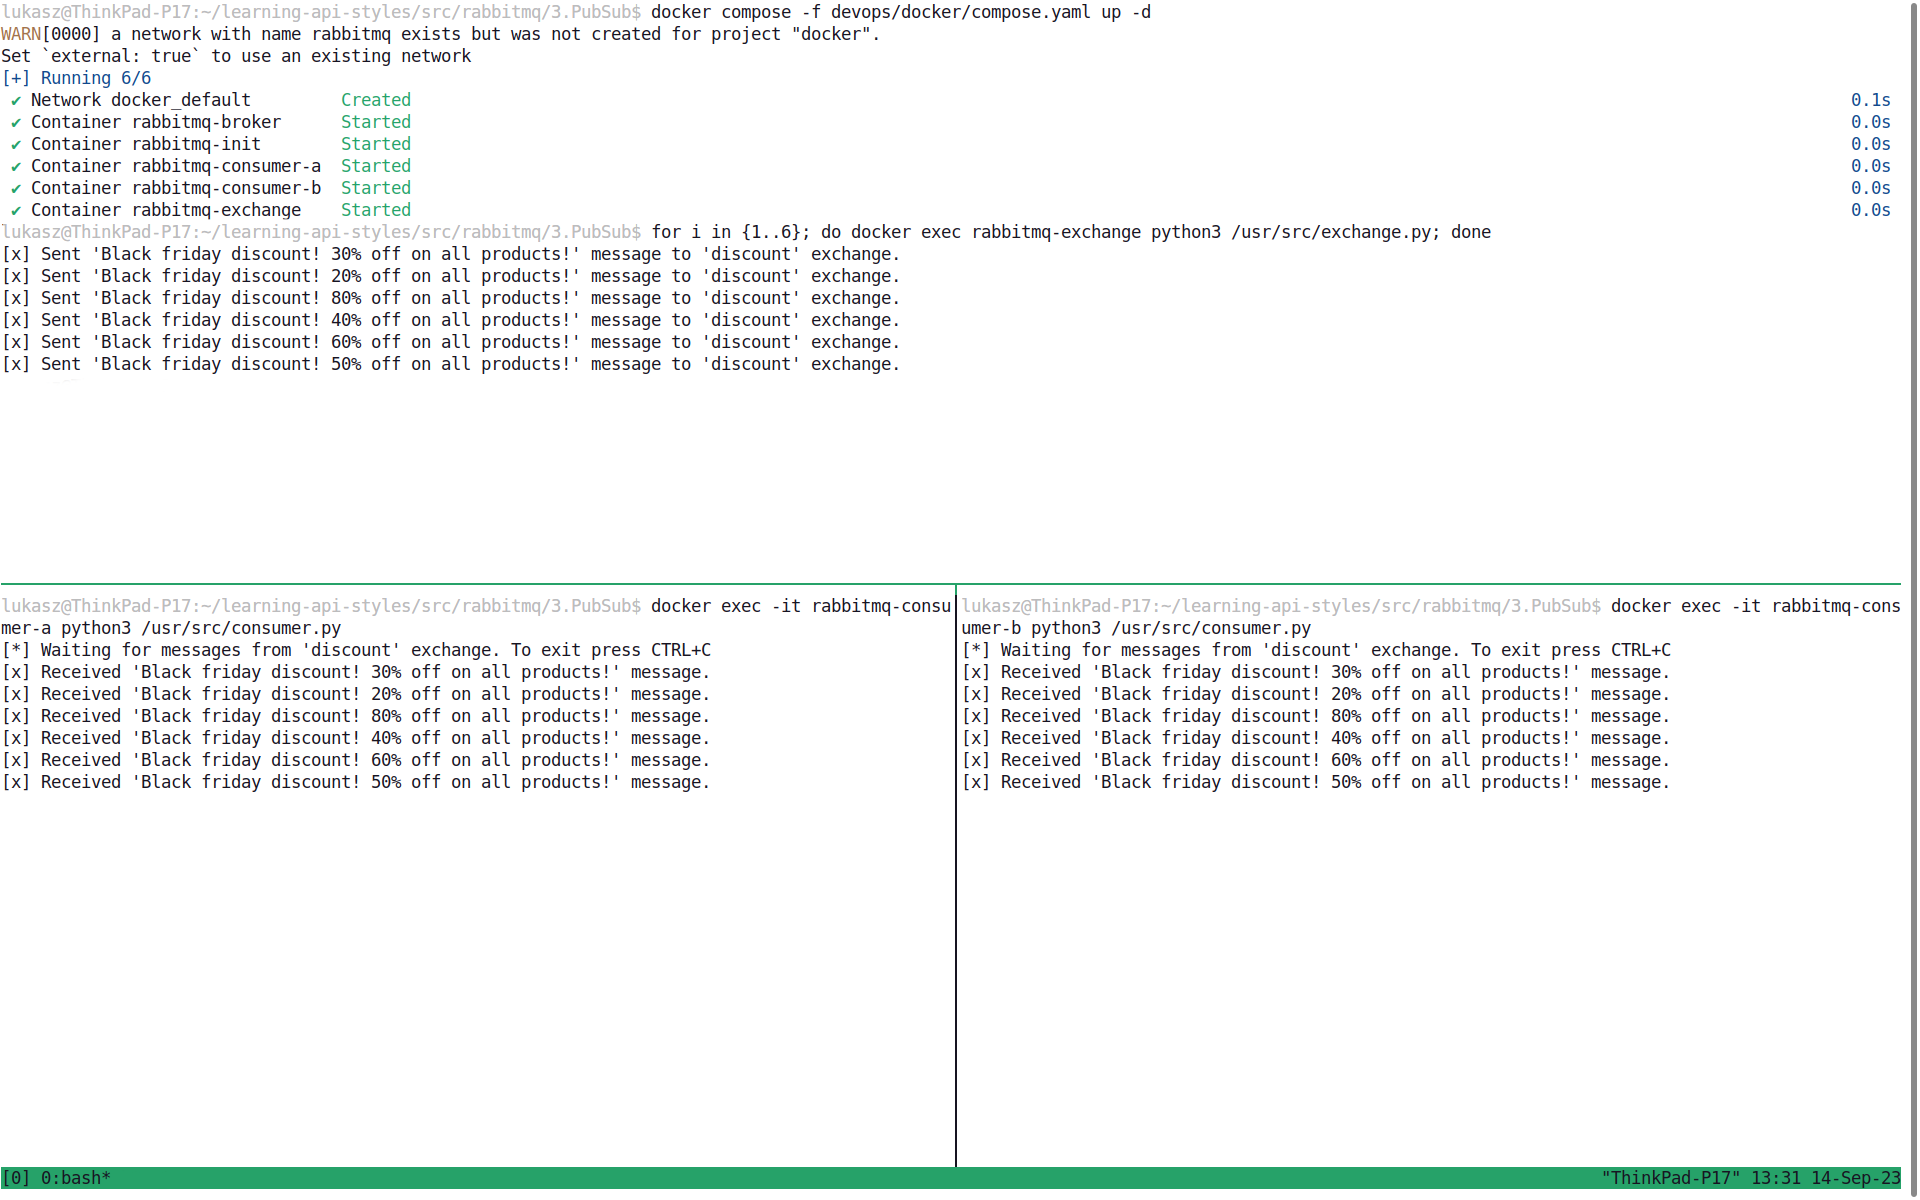 lukasz@ThinkPad-P17:~/learning-api-styles/src/rabbitmq/3.PubSub$ docker compose -f devops/docker/compose.yaml up -d
WARN[0000] a network with name rabbitmq exists but was not created for project "docker".
Set `external: true` to use an existing network
[+] Running 6/6
✔ Network docker_default Created 0.1s
✔ Container rabbitmq-broker Started 0.0s
✔ Container rabbitmq-init Started 0.0s
✔ Container rabbitmq-consumer-a Started 0.0s
✔ Container rabbitmq-consumer-b Started 0.0s
✔ Container rabbitmq-exchange Started 0.0s
lukasz@ThinkPad-P17:~/learning-api-styles/src/rabbitmq/3.PubSub$ for i in {1..6}; do docker exec rabbitmq-exchange python3 /usr/src/exchange.py; done
[x] Sent 'Black friday discount! 30% off on all products!' message to 'discount' exchange.
[x] Sent 'Black friday discount! 20% off on all products!' message to 'discount' exchange.
[x] Sent 'Black friday discount! 80% off on all products!' message to 'discount' exchange.
[x] Sent 'Black friday discount! 40% off on all products!' message to 'discount' exchange.
[x] Sent 'Black friday discount! 60% off on all products!' message to 'discount' exchange.
[x] Sent 'Black friday discount! 50% off on all products!' message to 'discount' exchange.
lukasz@ThinkPad-P17:~/learning-api-styles/src/rabbitmq/3.PubSub$ docker exec -it rabbitmq-consu
mer-a python3 /usr/src/consumer.py
[*] Waiting for messages from 'discount' exchange. To exit press CTRL+C
[x] Received 'Black friday discount! 30% off on all products!' message.
[x] Received 'Black friday discount! 20% off on all products!' message.
[x] Received 'Black friday discount! 80% off on all products!' message.
[x] Received 'Black friday discount! 40% off on all products!' message.
[x] Received 'Black friday discount! 60% off on all products!' message.
[x] Received 'Black friday discount! 50% off on all products!' message.
lukasz@ThinkPad-P17:~/learning-api-styles/src/rabbitmq/3.PubSub$ docker exec -it rabbitmq-cons
umer-b python3 /usr/src/consumer.py
[*] Waiting for messages from 'discount' exchange. To exit press CTRL+C
[x] Received 'Black friday discount! 30% off on all products!' message.
[x] Received 'Black friday discount! 20% off on all products!' message.
[x] Received 'Black friday discount! 80% off on all products!' message.
[x] Received 'Black friday discount! 40% off on all products!' message.
[x] Received 'Black friday discount! 60% off on all products!' message.
[x] Received 'Black friday discount! 50% off on all products!' message.
[0] 0:bash* "ThinkPad-P17" 13:31 14-Sep-23